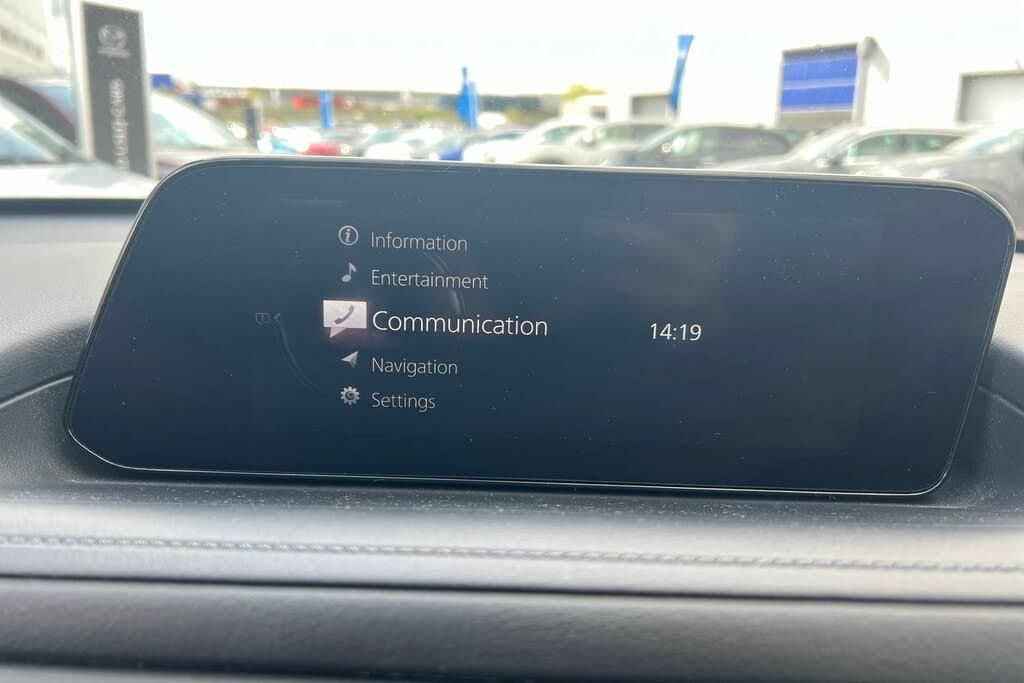 Information
Entertainment
Communication
14:19
Navigation
Settings